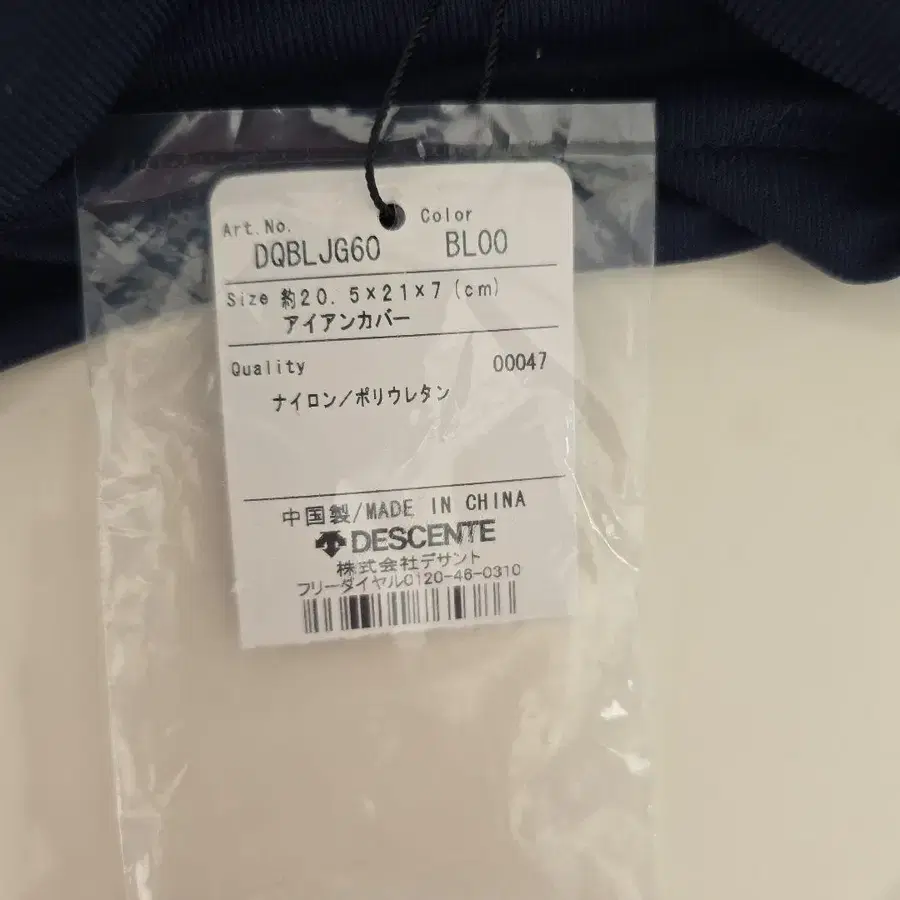 Art.No. Color
DQBLJG60 BL00
Size 約20.5×21×7(cm)
アイアンカバー
Quality 00047
ナイロン/ポリウレタン
中国製/MADE IN CHINA
DESCENTE
株式会社デサント
フリーダイヤル0120-46-0310